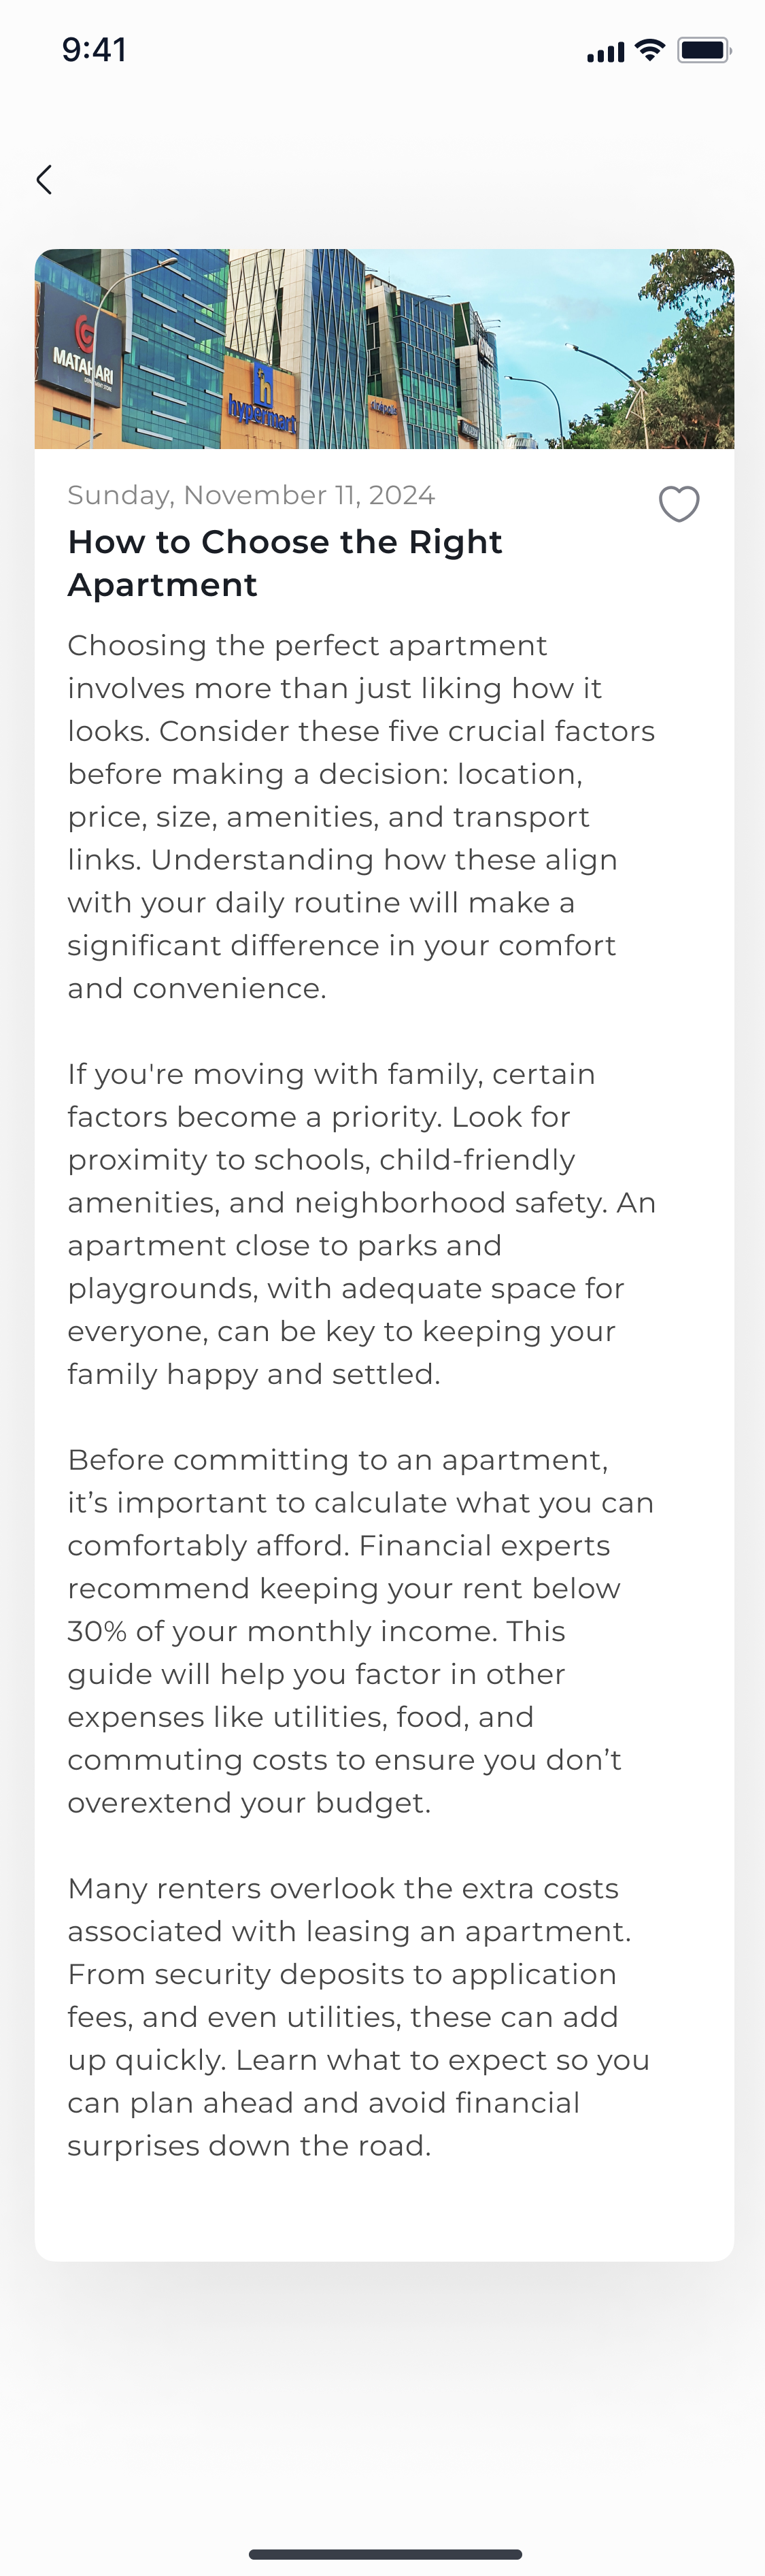 9:41
MATAHARI
hypermart
Sunday, November 11, 2024
How to Choose the Right
Apartment
Choosing the perfect apartment
involves more than just liking how it
looks. Consider these five crucial factors
before making a decision: location,
price, size, amenities, and transport
links. Understanding how these align
with your daily routine will make a
significant difference in your comfort
and convenience.
If you're moving with family, certain
factors become a priority. Look for
proximity to schools, child-friendly
amenities, and neighborhood safety. An
apartment close to parks and
playgrounds, with adequate space for
everyone, can be key to keeping your
family happy and settled.
Before committing to an apartment,
it’s important to calculate what you can
comfortably afford. Financial experts
recommend keeping your rent below
30% of your monthly income. This
guide will help you factor in other
expenses like utilities, food, and
commuting costs to ensure you don’t
overextend your budget.
Many renters overlook the extra costs
associated with leasing an apartment.
From security deposits to application
fees, and even utilities, these can add
up quickly. Learn what to expect so you
can plan ahead and avoid financial
surprises down the road.